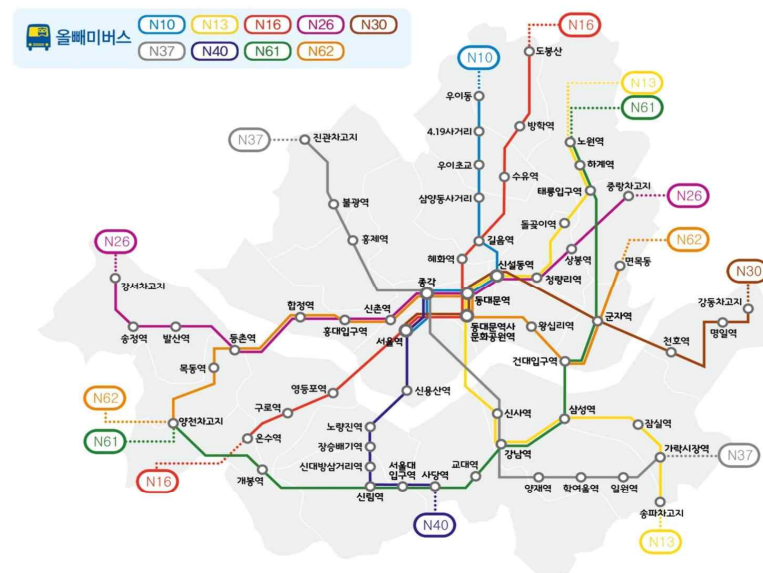 올빼미버스
N10 N13 N16 N26 N30
N37 N40 N61 N62
N16
도봉산
N10
우이동
N13
N61
4.19사거리
방학역
노원역
N37
진관차고지
하계역
우이초교
수유역
태릉입구역
중랑차고지
N26
불광역
삼양동사거리
돌곶이역
홍제역
길음역
상봉역
N62
N26
혜화역
신설동역
면목동
강서차고지
종각
청량리역
N30
합정역
신촌역
동대문역
강동차고지
송정역
발산역
등촌역
홍대입구역
서울역
동대문역사
문화공원역
왕십리역
군자역
명일역
목동역
건대입구역
천호역
신용산역
영등포역
N62
양천차고지
구로역
노량진역
신사역
삼성역
잠실역
N61
온수역
장승배기역
가락시장역
N37
N16
개봉역
신대방삼거리역
서울대
입구역
사당역
교대역
강남역
신림역
양재역
학여울역
일원역
송파차고지
N40
N13